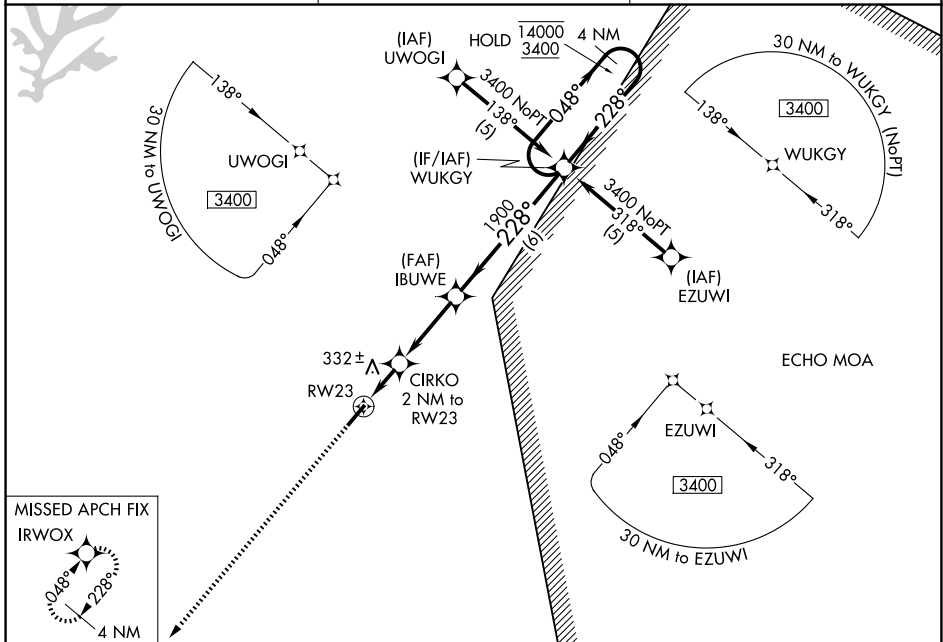 (IAF)
UWOGI
HOLD
14000
3400
4 NM
3400 NoPT
138°
(5)
048°
228°
30 NM to WUKGY (NoPT)
138°
3400
WUKGY
318°
138°
30 NM to UWOGI
UWOGI
3400
048°
(IF/IAF)
WUKGY
1900
228°
(6)
3400 NoPT
318°
(5)
(IAF)
EZUWI
(FAF)
IBUWE
332±
CIRKO
2 NM to
RW23
RW23
ECHO MOA
EZUWI
048°
318°
3400
30 NM to EZUWI
MISSED APCH FIX
IRWOX
048°
228°
4 NM